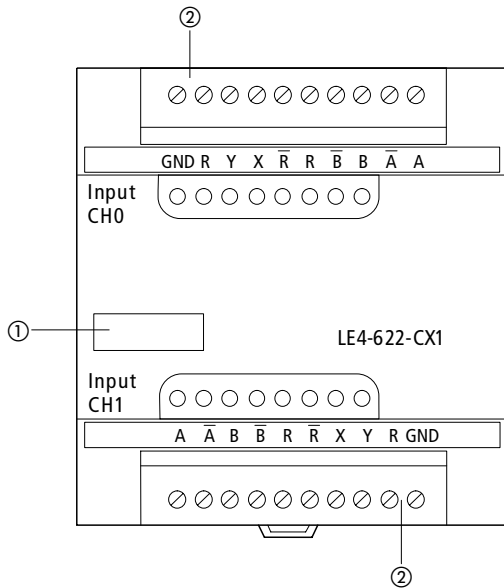 ②
GND R Y X R̅ R B̅ B A̅ A
Input
CH0
①
LE4-622-CX1
Input
CH1
A A̅ B B̅ R R̅ X Y R GND
②